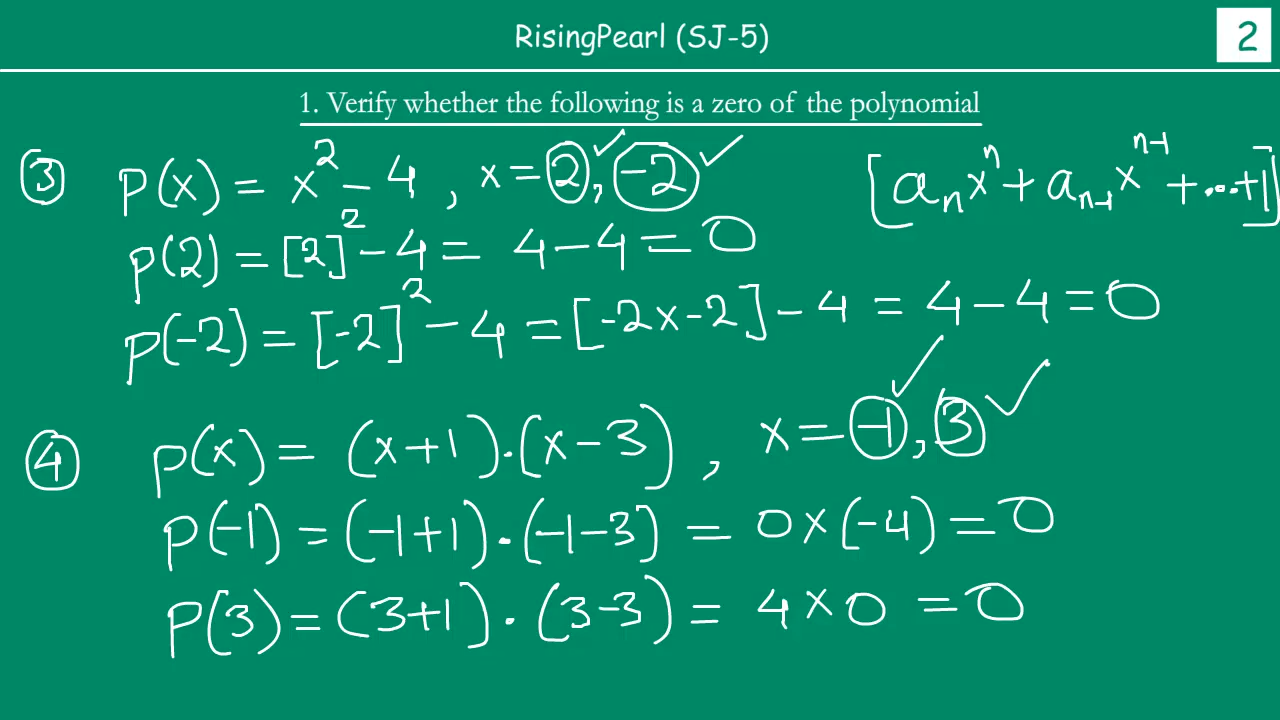 RisingPearl (SJ-5)
2
1. Verify whether the following is a zero of the polynomial
③ p(x) = x² - 4 , x = 2, -2 ✓ ✓ [aₙxⁿ + aₙ₋₁xⁿ⁻¹ + ... + 1]
p(2) = [2]² - 4 = 4 - 4 = 0
p(-2) = [-2]² - 4 = [-2 x -2] - 4 = 4 - 4 = 0
④ p(x) = (x+1)·(x-3) , x = -1, 3 ✓ ✓
p(-1) = (-1+1)·(-1-3) = 0 × (-4) = 0
p(3) = (3+1)·(3-3) = 4 × 0 = 0